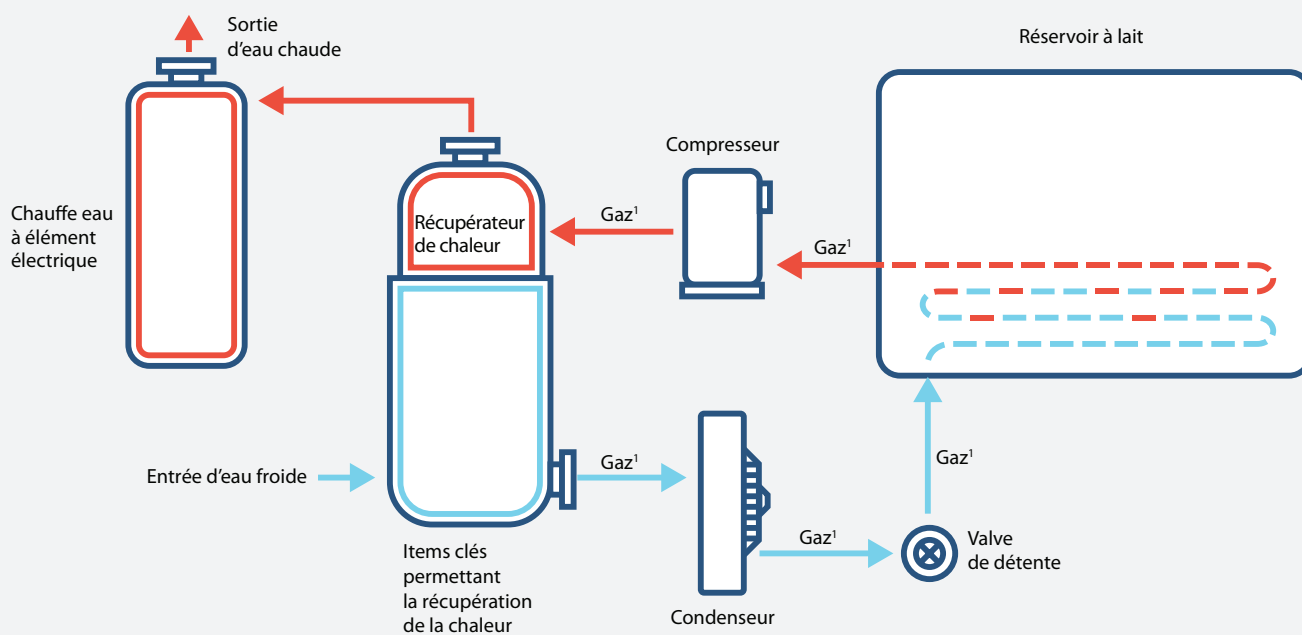 Sortie
d'eau chaude
Réservoir à lait
Compresseur
Chauffe eau
à élément
électrique
Récupérateur
de chaleur
Gaz¹
Gaz¹
Entrée d'eau froide
Gaz¹
Gaz¹
Gaz¹
Valve
de détente
Items clés
permettant
la récupération
de la chaleur
Condenseur